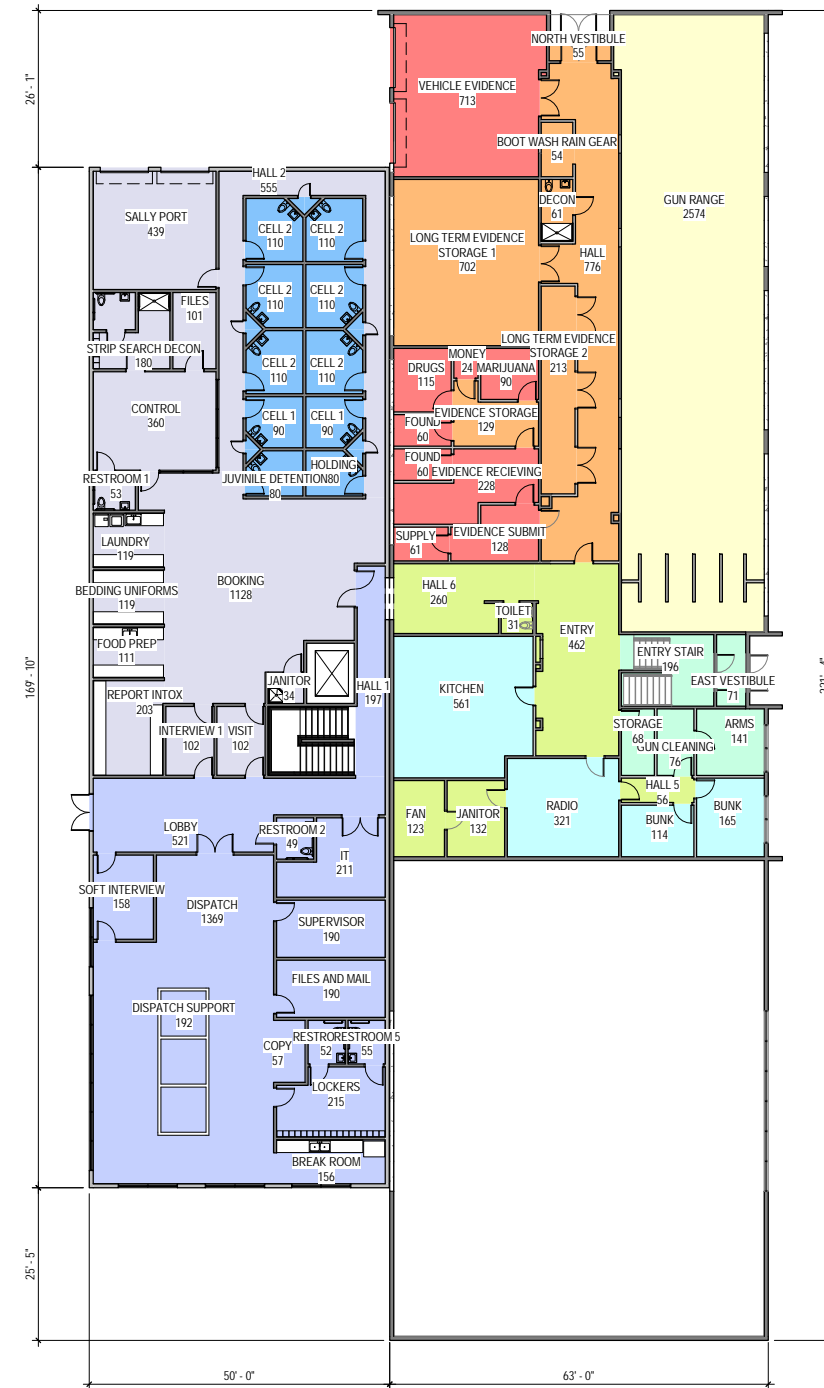 26' - 1"
169' - 10"
25' - 5"
50' - 0"
63' - 0"
NORTH VESTIBULE
55
VEHICLE EVIDENCE
713
BOOT WASH RAIN GEAR
54
HALL 2
555
SALLY PORT
439
DECON
61
GUN RANGE
2574
CELL 2
110
CELL 2
110
LONG TERM EVIDENCE
STORAGE 1
702
HALL
776
CELL 2
110
CELL 2
110
FILES
101
STRIP SEARCH DECON
180
LONG TERM EVIDENCE
STORAGE 2
213
CELL 2
110
CELL 2
110
DRUGS
115
MONEY
24
MARIJUANA
90
CONTROL
360
CELL 1
90
CELL 1
90
EVIDENCE STORAGE
129
FOUND
60
FOUND
60
EVIDENCE RECIEVING
228
RESTROOM 1
53
JUVINILE DETENTION
80
HOLDING
80
SUPPLY
61
EVIDENCE SUBMIT
128
LAUNDRY
119
BEDDING UNIFORMS
119
BOOKING
1128
HALL 6
260
TOILET
31
ENTRY
462
FOOD PREP
111
ENTRY STAIR
196
EAST VESTIBULE
71
JANITOR
34
HALL 1
197
KITCHEN
561
REPORT INTOX
203
INTERVIEW 1
102
VISIT
102
STORAGE
68
GUN CLEANING
76
ARMS
141
HALL 5
56
FAN
123
JANITOR
132
RADIO
321
BUNK
114
BUNK
165
LOBBY
521
RESTROOM 2
49
IT
211
SOFT INTERVIEW
158
DISPATCH
1369
SUPERVISOR
190
FILES AND MAIL
190
DISPATCH SUPPORT
192
COPY
57
52
RESTROOM 5
55
LOCKERS
215
BREAK ROOM
156